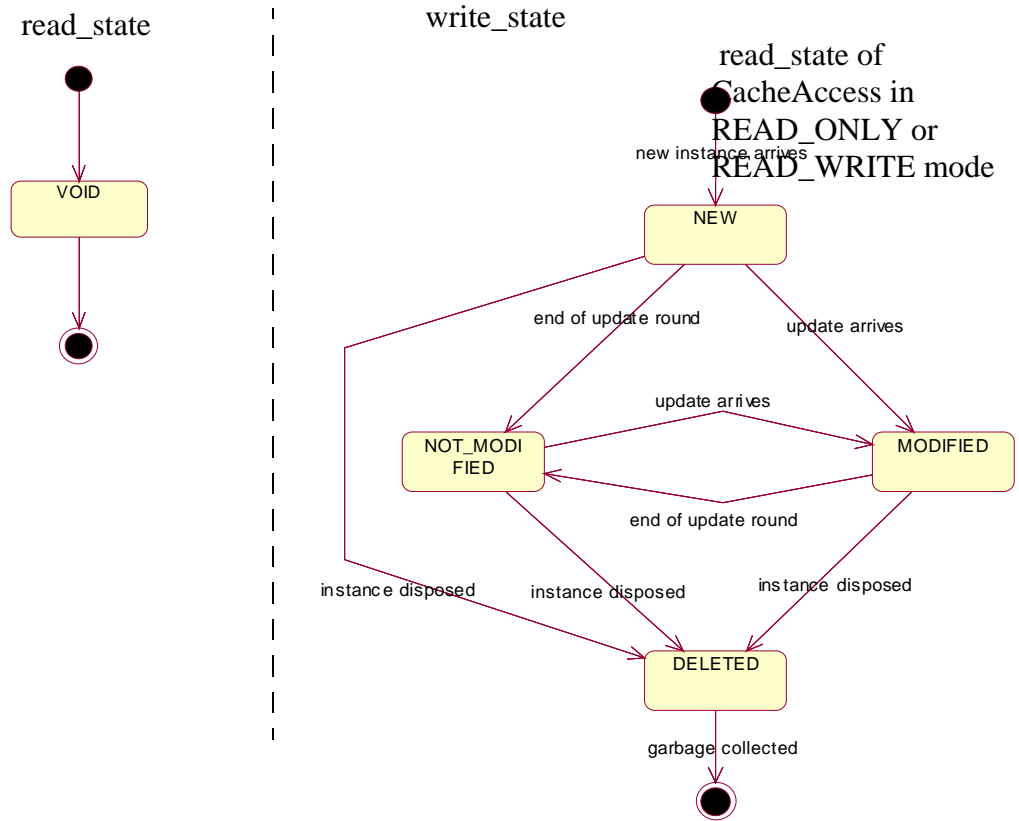 read_state
write_state
read_state of
CacheAccess in
READ_ONLY or
READ_WRITE mode
new instance arrives
VOID
NEW
end of update round
update arrives
update arrives
NOT_MODI
FIED
MODIFIED
end of update round
instance disposed
instance disposed
instance disposed
DELETED
garbage collected